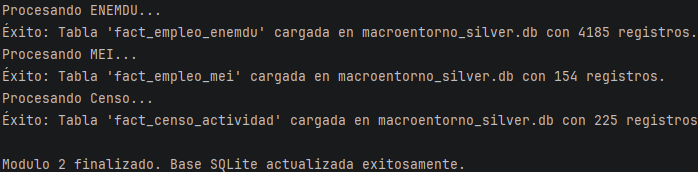 Procesando ENEMDU...
Éxito: Tabla 'fact_empleo_enemdu' cargada en macroentorno_silver.db con 4185 registros.
Procesando MEI...
Éxito: Tabla 'fact_empleo_mei' cargada en macroentorno_silver.db con 154 registros.
Procesando Censo...
Éxito: Tabla 'fact_censo_actividad' cargada en macroentorno_silver.db con 225 registros
Modulo 2 finalizado. Base SQLite actualizada exitosamente.